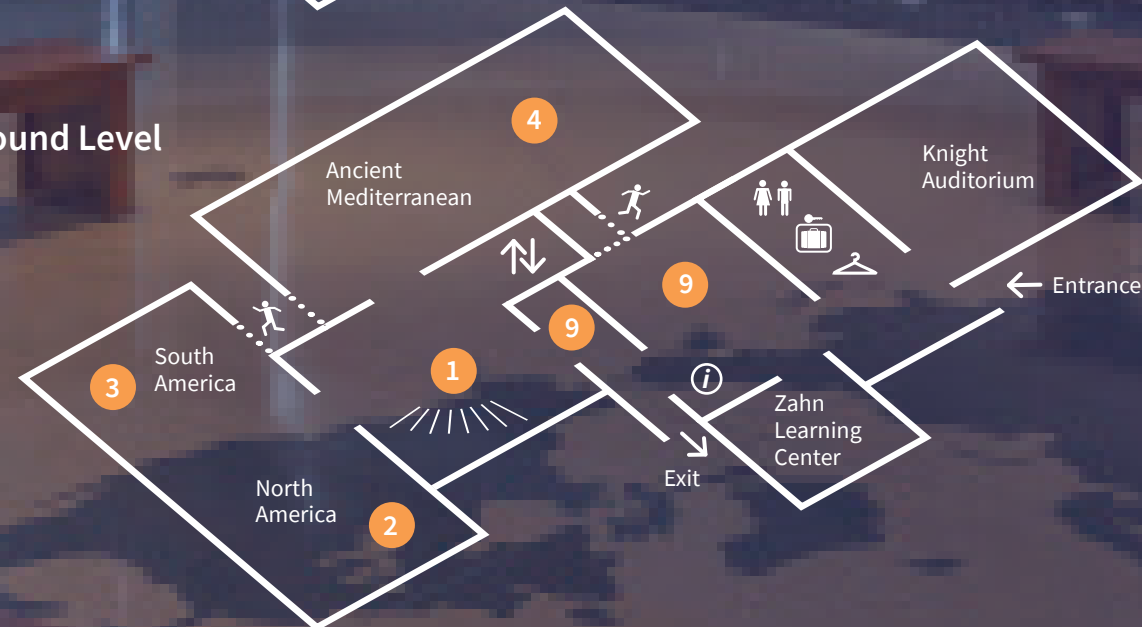 ound Level
4
Ancient
Mediterranean
Knight
Auditorium
9
Entrance
9
South
America
3
1
i
Zahn
Learning
Center
Exit
North
America
2